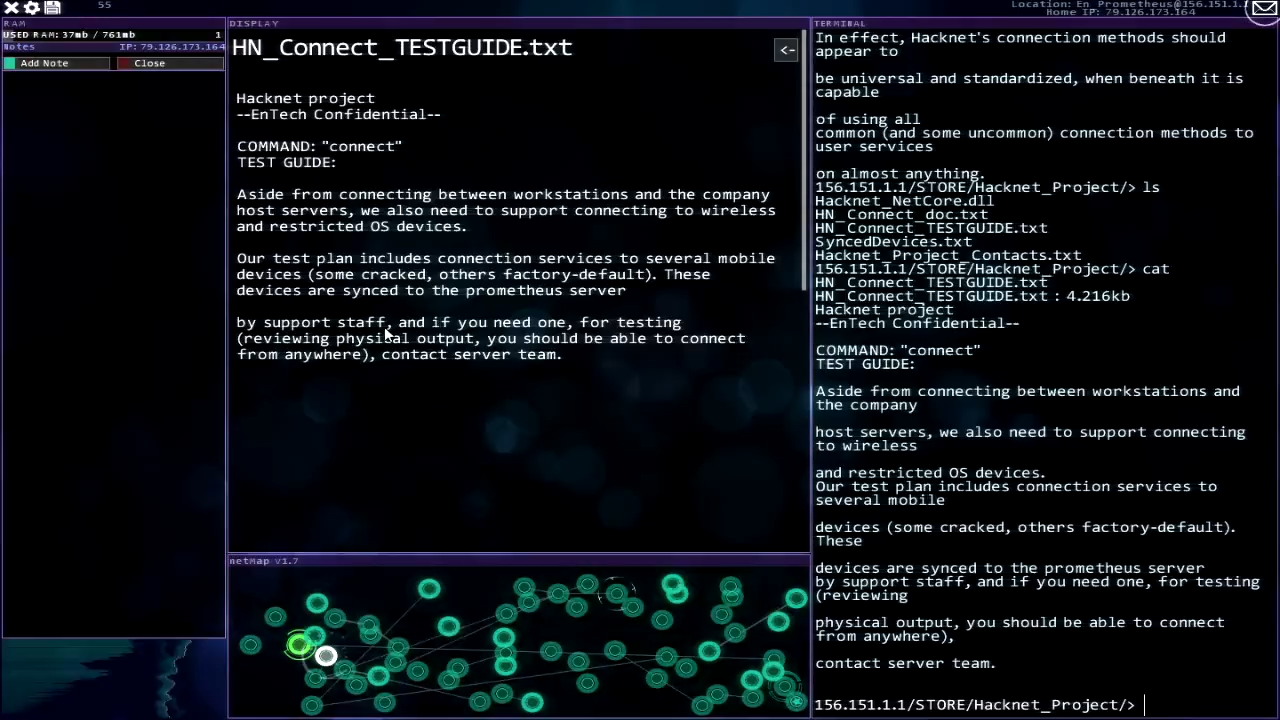 55
Location: En_Prometheus@156.151.1.1
Home IP: 79.126.173.164
RAM
USED RAM: 37mb / 761mb 1
Notes IP: 79.126.173.164
Add Note Close
DISPLAY
HN_Connect_TESTGUIDE.txt
<-
Hacknet project
--EnTech Confidential--
COMMAND: "connect"
TEST GUIDE:
Aside from connecting between workstations and the company
host servers, we also need to support connecting to wireless
and restricted OS devices.
Our test plan includes connection services to several mobile
devices (some cracked, others factory-default). These
devices are synced to the prometheus server
by support staff, and if you need one, for testing
(reviewing physical output, you should be able to connect
from anywhere), contact server team.
netMap v1.7
TERMINAL
In effect, Hacknet's connection methods should
appear to
be universal and standardized, when beneath it is
capable
of using all
common (and some uncommon) connection methods to
user services
on almost anything.
156.151.1.1/STORE/Hacknet_Project/> ls
Hacknet_NetCore.dll
HN_Connect_doc.txt
HN_Connect_TESTGUIDE.txt
SyncedDevices.txt
Hacknet_Project_Contacts.txt
156.151.1.1/STORE/Hacknet_Project/> cat
HN_Connect_TESTGUIDE.txt
HN_Connect_TESTGUIDE.txt : 4.216kb
Hacknet project
--EnTech Confidential--
COMMAND: "connect"
TEST GUIDE:
Aside from connecting between workstations and
the company
host servers, we also need to support connecting
to wireless
and restricted OS devices.
Our test plan includes connection services to
several mobile
devices (some cracked, others factory-default).
These
devices are synced to the prometheus server
by support staff, and if you need one, for testing
(reviewing
physical output, you should be able to connect
from anywhere),
contact server team.
156.151.1.1/STORE/Hacknet_Project/>